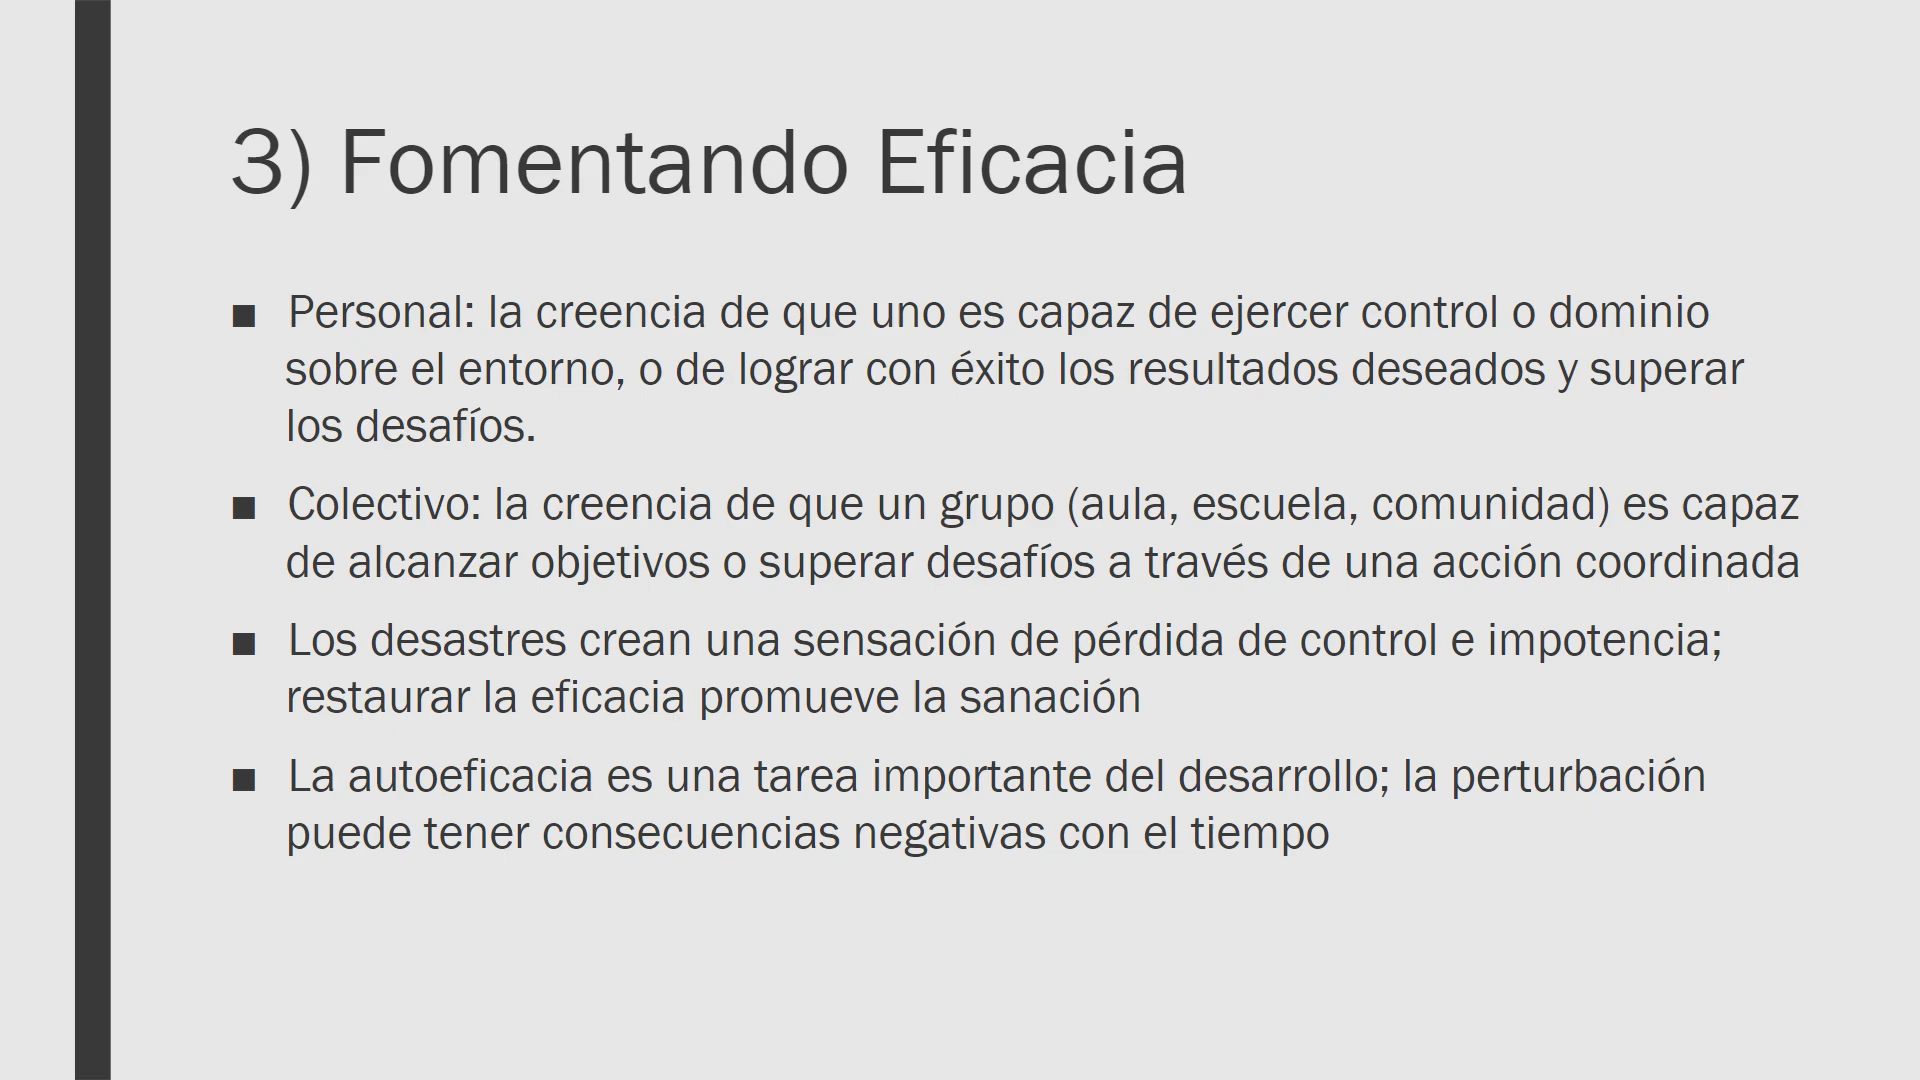 3) Fomentando Eficacia
■ Personal: la creencia de que uno es capaz de ejercer control o dominio
sobre el entorno, o de lograr con éxito los resultados deseados y superar
los desafíos.
■ Colectivo: la creencia de que un grupo (aula, escuela, comunidad) es capaz
de alcanzar objetivos o superar desafíos a través de una acción coordinada
■ Los desastres crean una sensación de pérdida de control e impotencia;
restaurar la eficacia promueve la sanación
■ La autoeficacia es una tarea importante del desarrollo; la perturbación
puede tener consecuencias negativas con el tiempo